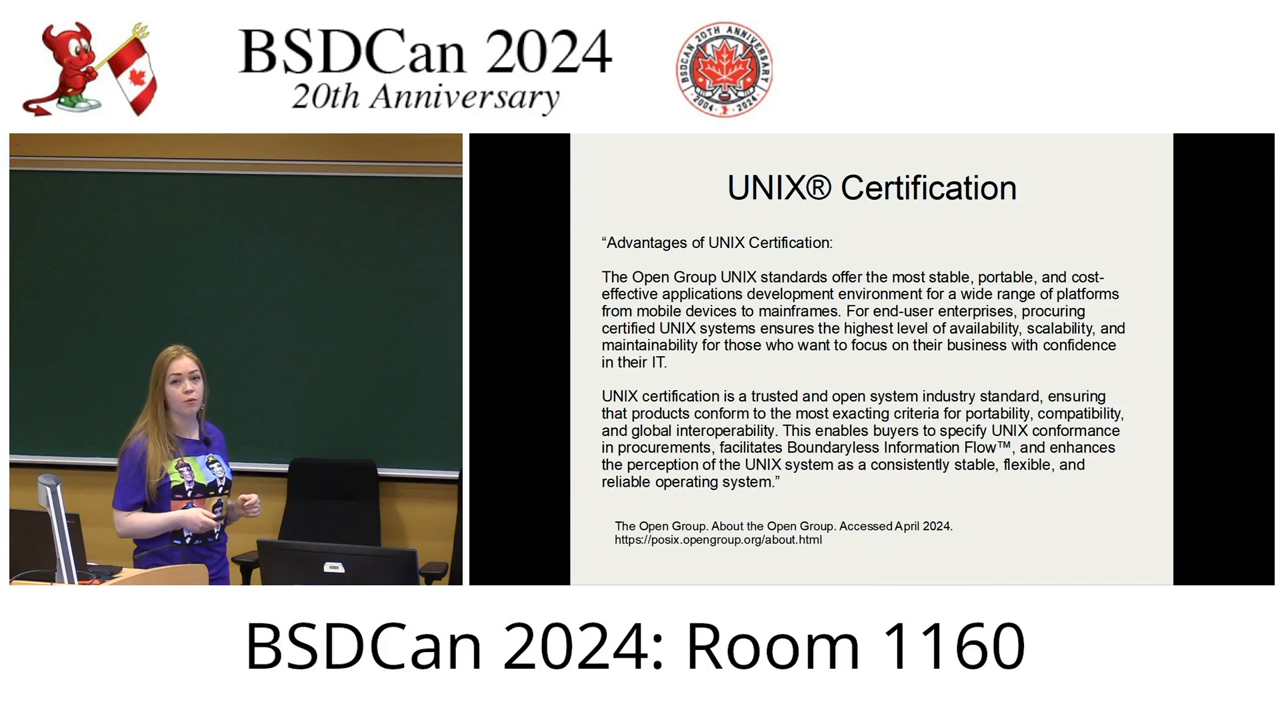 BSDCan 2024
20th Anniversary
BSDCAN 20TH ANNIVERSARY
2004 2024
UNIX® Certification
“Advantages of UNIX Certification:
The Open Group UNIX standards offer the most stable, portable, and cost-
effective applications development environment for a wide range of platforms
from mobile devices to mainframes. For end-user enterprises, procuring
certified UNIX systems ensures the highest level of availability, scalability, and
maintainability for those who want to focus on their business with confidence
in their IT.
UNIX certification is a trusted and open system industry standard, ensuring
that products conform to the most exacting criteria for portability, compatibility,
and global interoperability. This enables buyers to specify UNIX conformance
in procurements, facilitates Boundaryless Information Flow™, and enhances
the perception of the UNIX system as a consistently stable, flexible, and
reliable operating system.”
The Open Group. About the Open Group. Accessed April 2024.
https://posix.opengroup.org/about.html
BSDCan 2024: Room 1160